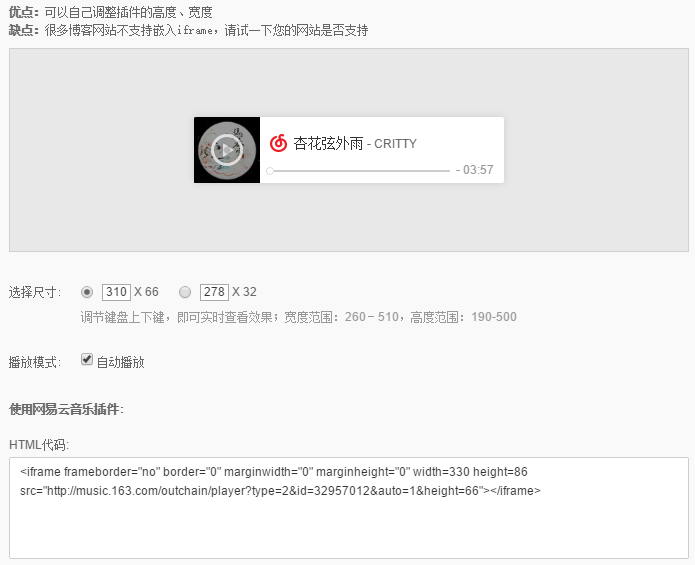 优点：可以自己调整插件的高度、宽度
缺点：很多博客网站不支持嵌入iframe，请试一下您的网站是否支持
杏花弦外雨 - CRITTY
- 03:57
选择尺寸： 310 X 66 278 X 32
调节键盘上下键，即可实时查看效果；宽度范围：260－510，高度范围：190-500
播放模式： 自动播放
使用网易云音乐插件：
HTML代码:
<iframe frameborder="no" border="0" marginwidth="0" marginheight="0" width=330 height=86
src="http://music.163.com/outchain/player?type=2&id=32957012&auto=1&height=66"></iframe>